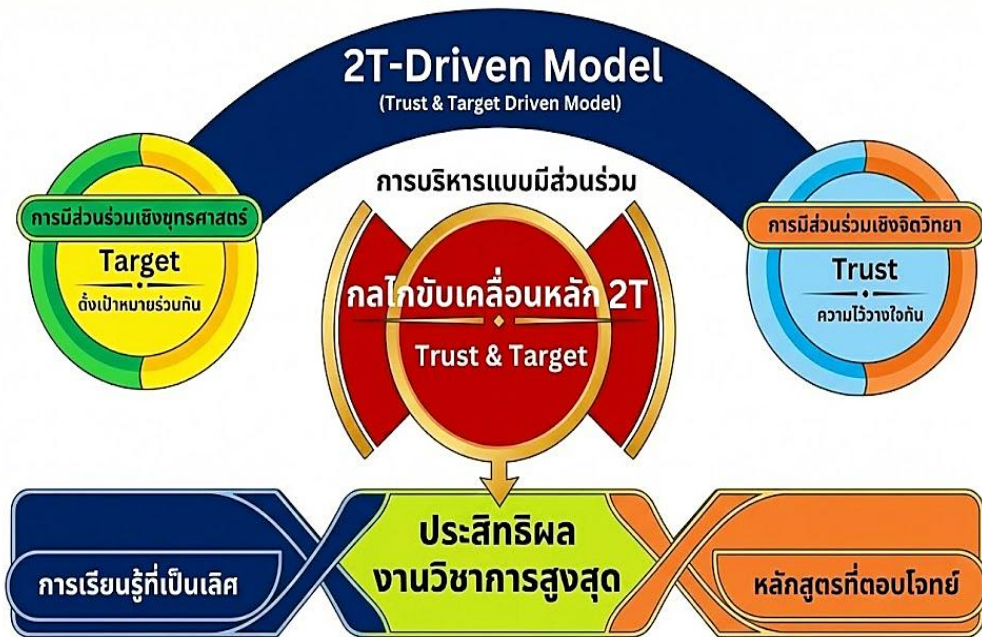 2T-Driven Model
(Trust & Target Driven Model)
การบริหารแบบมีส่วนร่วม
การมีส่วนร่วมเชิงยุทธศาสตร์
Target
ตั้งเป้าหมายร่วมกัน
กลไกขับเคลื่อนหลัก 2T
Trust & Target
การมีส่วนร่วมเชิงจิตวิทยา
Trust
ความไว้วางใจกัน
การเรียนรู้ที่เป็นเลิศ
ประสิทธิผล
งานวิชาการสูงสุด
หลักสูตรที่ตอบโจทย์